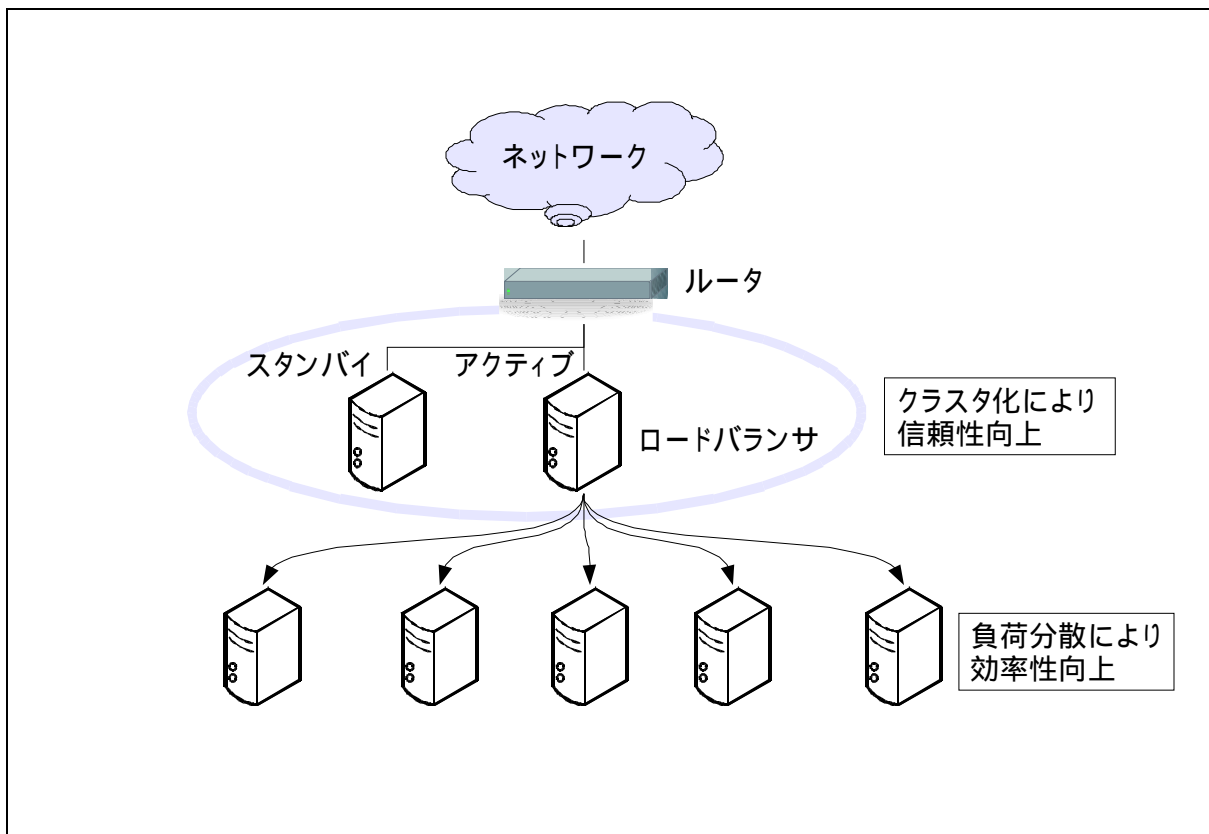 ネットワーク
ルータ
スタンバイ
アクティブ
ロードバランサ
クラスタ化により
信頼性向上
負荷分散により
効率性向上